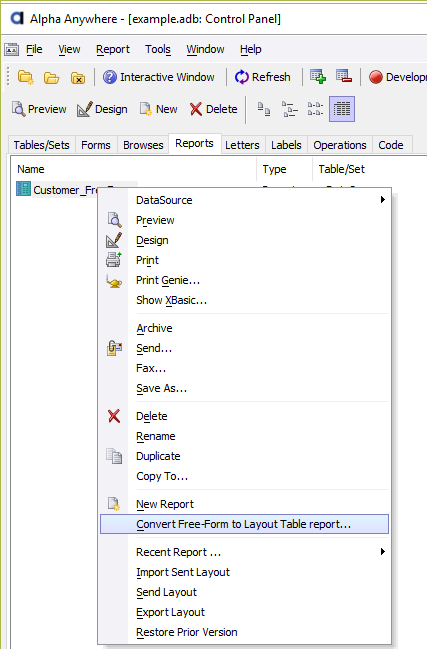 Alpha Anywhere - [example.adb: Control Panel]
File View Report Tools Window Help
Interactive Window Refresh Develop
Preview Design New Delete
Tables/Sets Forms Browses Reports Letters Labels Operations Code
Name Type Table/Set
Customer_Fre
DataSource
Preview
Design
Print
Print Genie...
Show XBasic...
Archive
Send...
Fax...
Save As...
Delete
Rename
Duplicate
Copy To...
New Report
Convert Free-Form to Layout Table report...
Recent Report ...
Import Sent Layout
Send Layout
Export Layout
Restore Prior Version